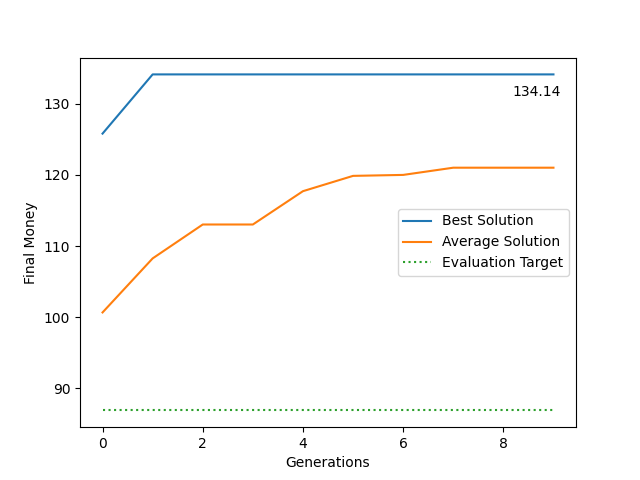 130
120
110
100
90
Final Money
134.14
Best Solution
Average Solution
Evaluation Target
0 2 4 6 8
Generations